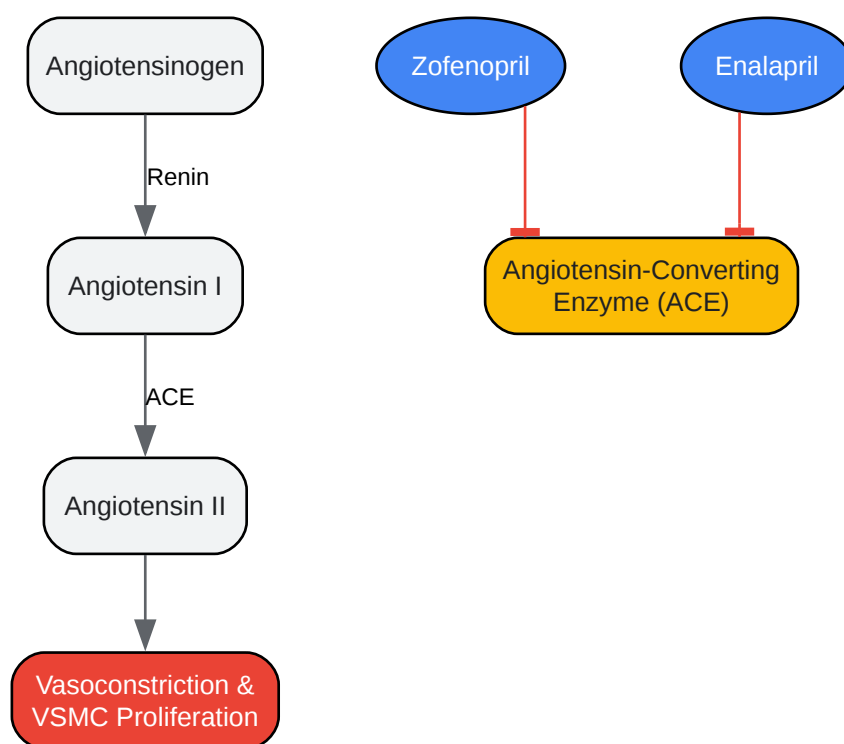 Angiotensinogen
Zofenopril
Enalapril
Renin
Angiotensin I
Angiotensin-Converting
Enzyme (ACE)
ACE
Angiotensin II
Vasoconstriction &
VSMC Proliferation